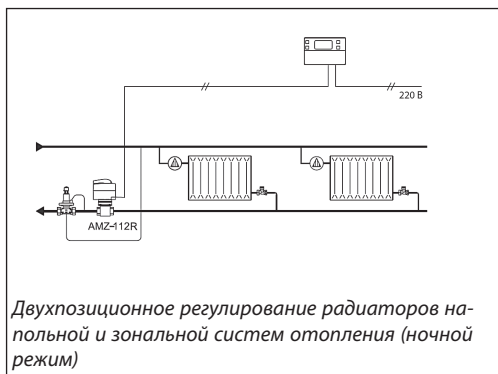 220 В
AMZ-112R
Двухпозиционное регулирование радиаторов на-
польной и зональной систем отопления (ночной
режим)